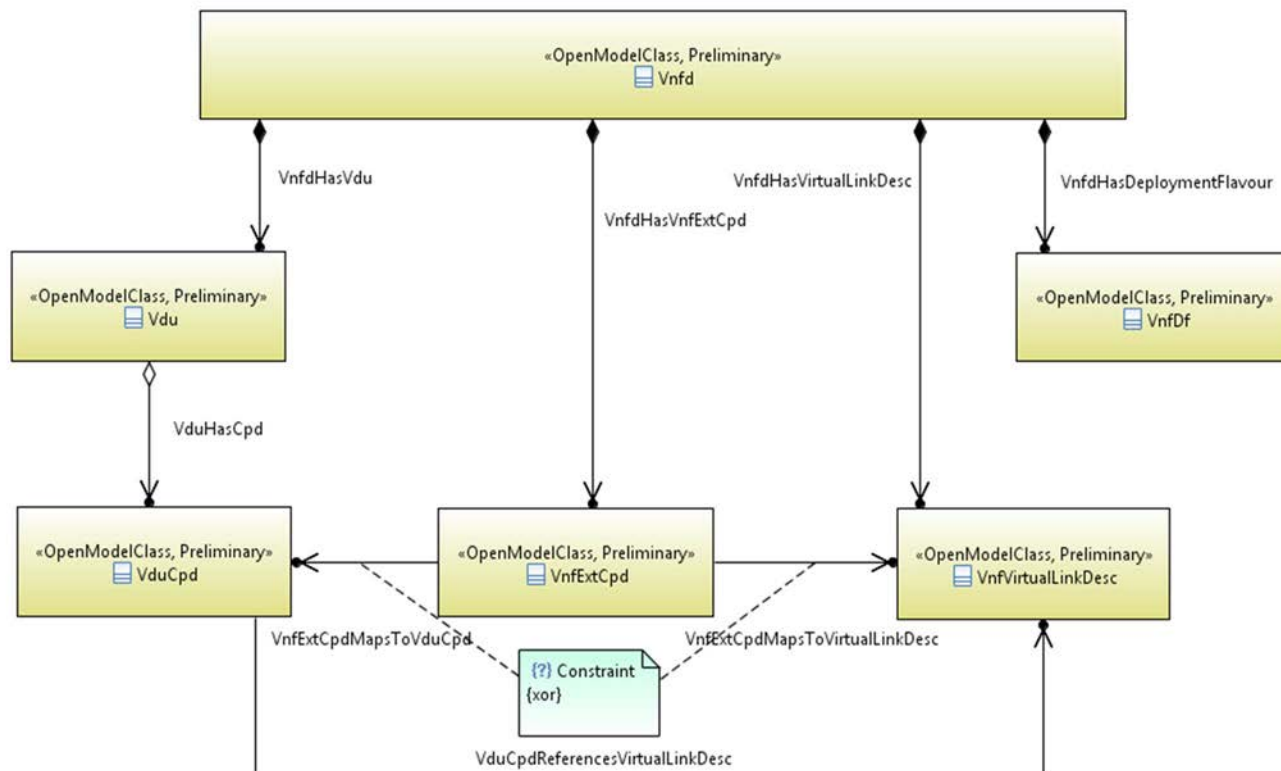 «OpenModelClass, Preliminary»
Vnfd
VnfdHasVdu
VnfdHasVnfExtCpd
VnfdHasVirtualLinkDesc
VnfdHasDeploymentFlavour
«OpenModelClass, Preliminary»
Vdu
«OpenModelClass, Preliminary»
VnfDf
VduHasCpd
«OpenModelClass, Preliminary»
VduCpd
«OpenModelClass, Preliminary»
VnfExtCpd
«OpenModelClass, Preliminary»
VnfVirtualLinkDesc
VnfExtCpdMapsToVduCpd
VnfExtCpdMapsToVirtualLinkDesc
{?} Constraint
{xor}
VduCpdReferencesVirtualLinkDesc